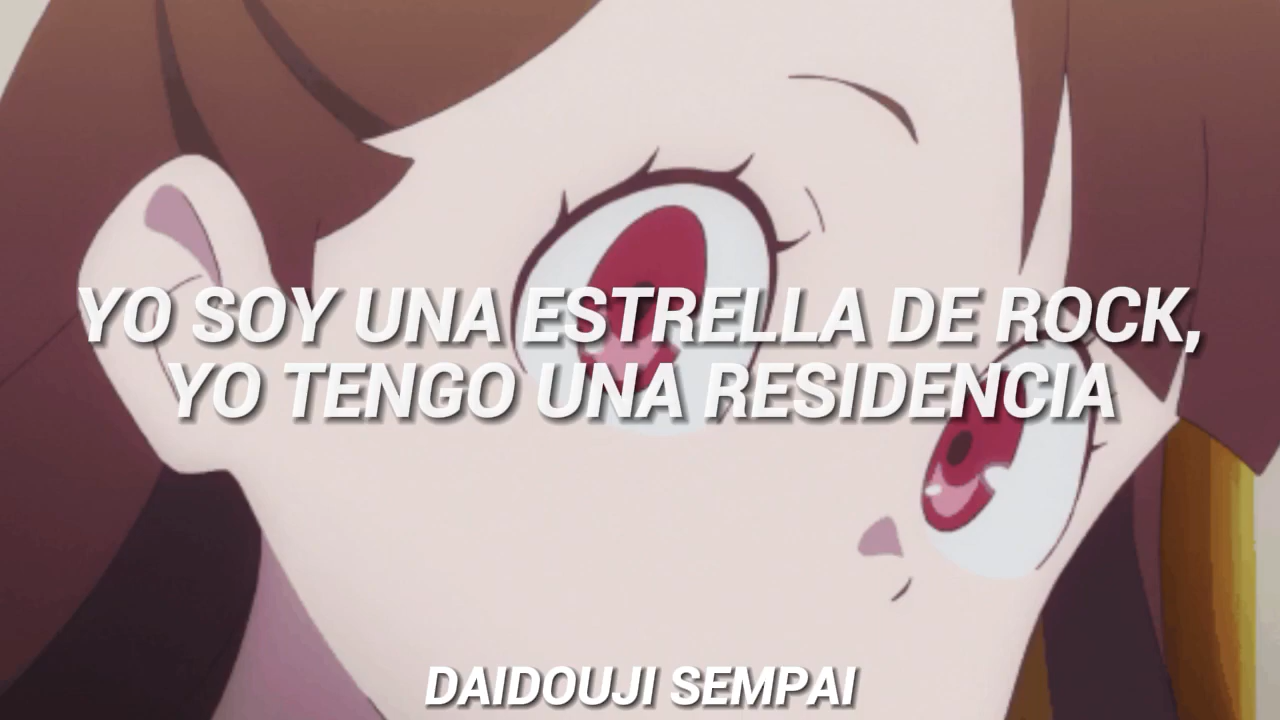 YO SOY UNA ESTRELLA DE ROCK,
YO TENGO UNA RESIDENCIA
DAIDOUJI SEMPAI